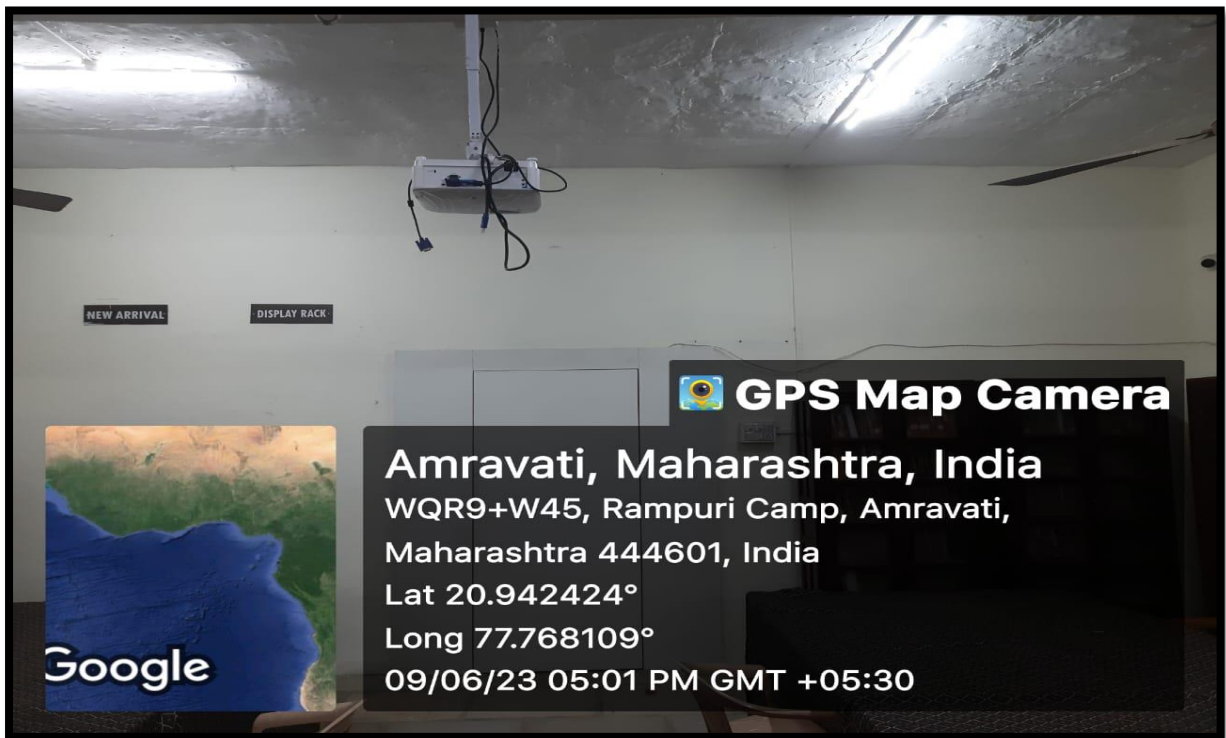 NEW ARRIVAL
DISPLAY RACK
GPS Map Camera
Amravati, Maharashtra, India
WQR9+W45, Rampuri Camp, Amravati,
Maharashtra 444601, India
Lat 20.942424°
Long 77.768109°
09/06/23 05:01 PM GMT +05:30
Google